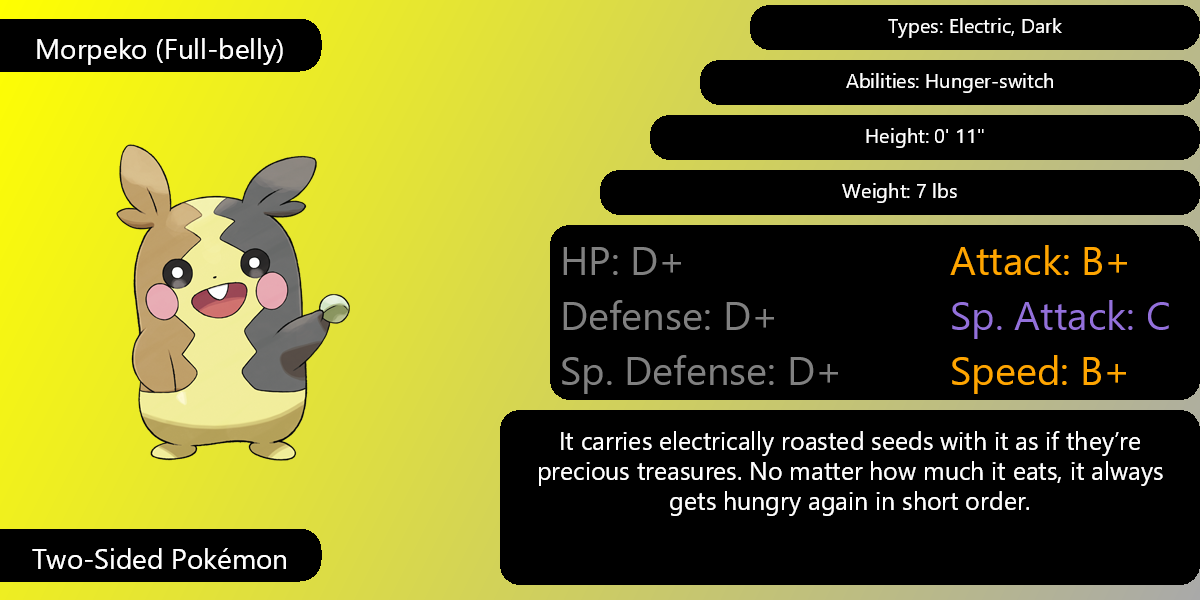 Morpeko (Full-belly)
Types: Electric, Dark
Abilities: Hunger-switch
Height: 0' 11"
Weight: 7 lbs
HP: D+
Attack: B+
Defense: D+
Sp. Attack: C
Sp. Defense: D+
Speed: B+
It carries electrically roasted seeds with it as if they’re
precious treasures. No matter how much it eats, it always
gets hungry again in short order.
Two-Sided Pokémon